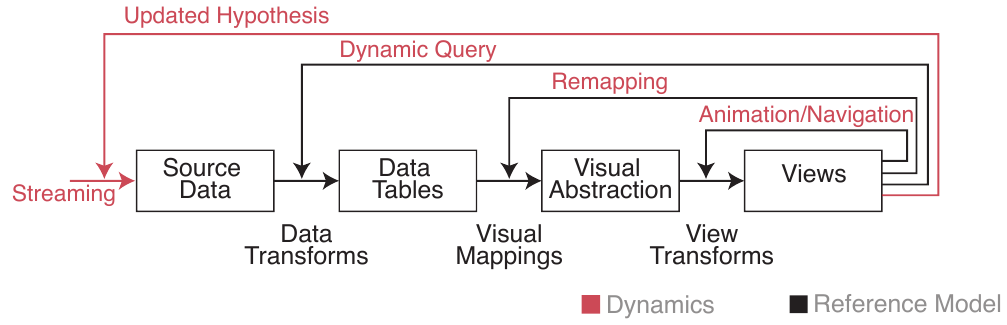 Updated Hypothesis
Dynamic Query
Remapping
Animation/Navigation
Streaming
Source
Data
Data
Tables
Visual
Abstraction
Views
Data
Transforms
Visual
Mappings
View
Transforms
Dynamics
Reference Model